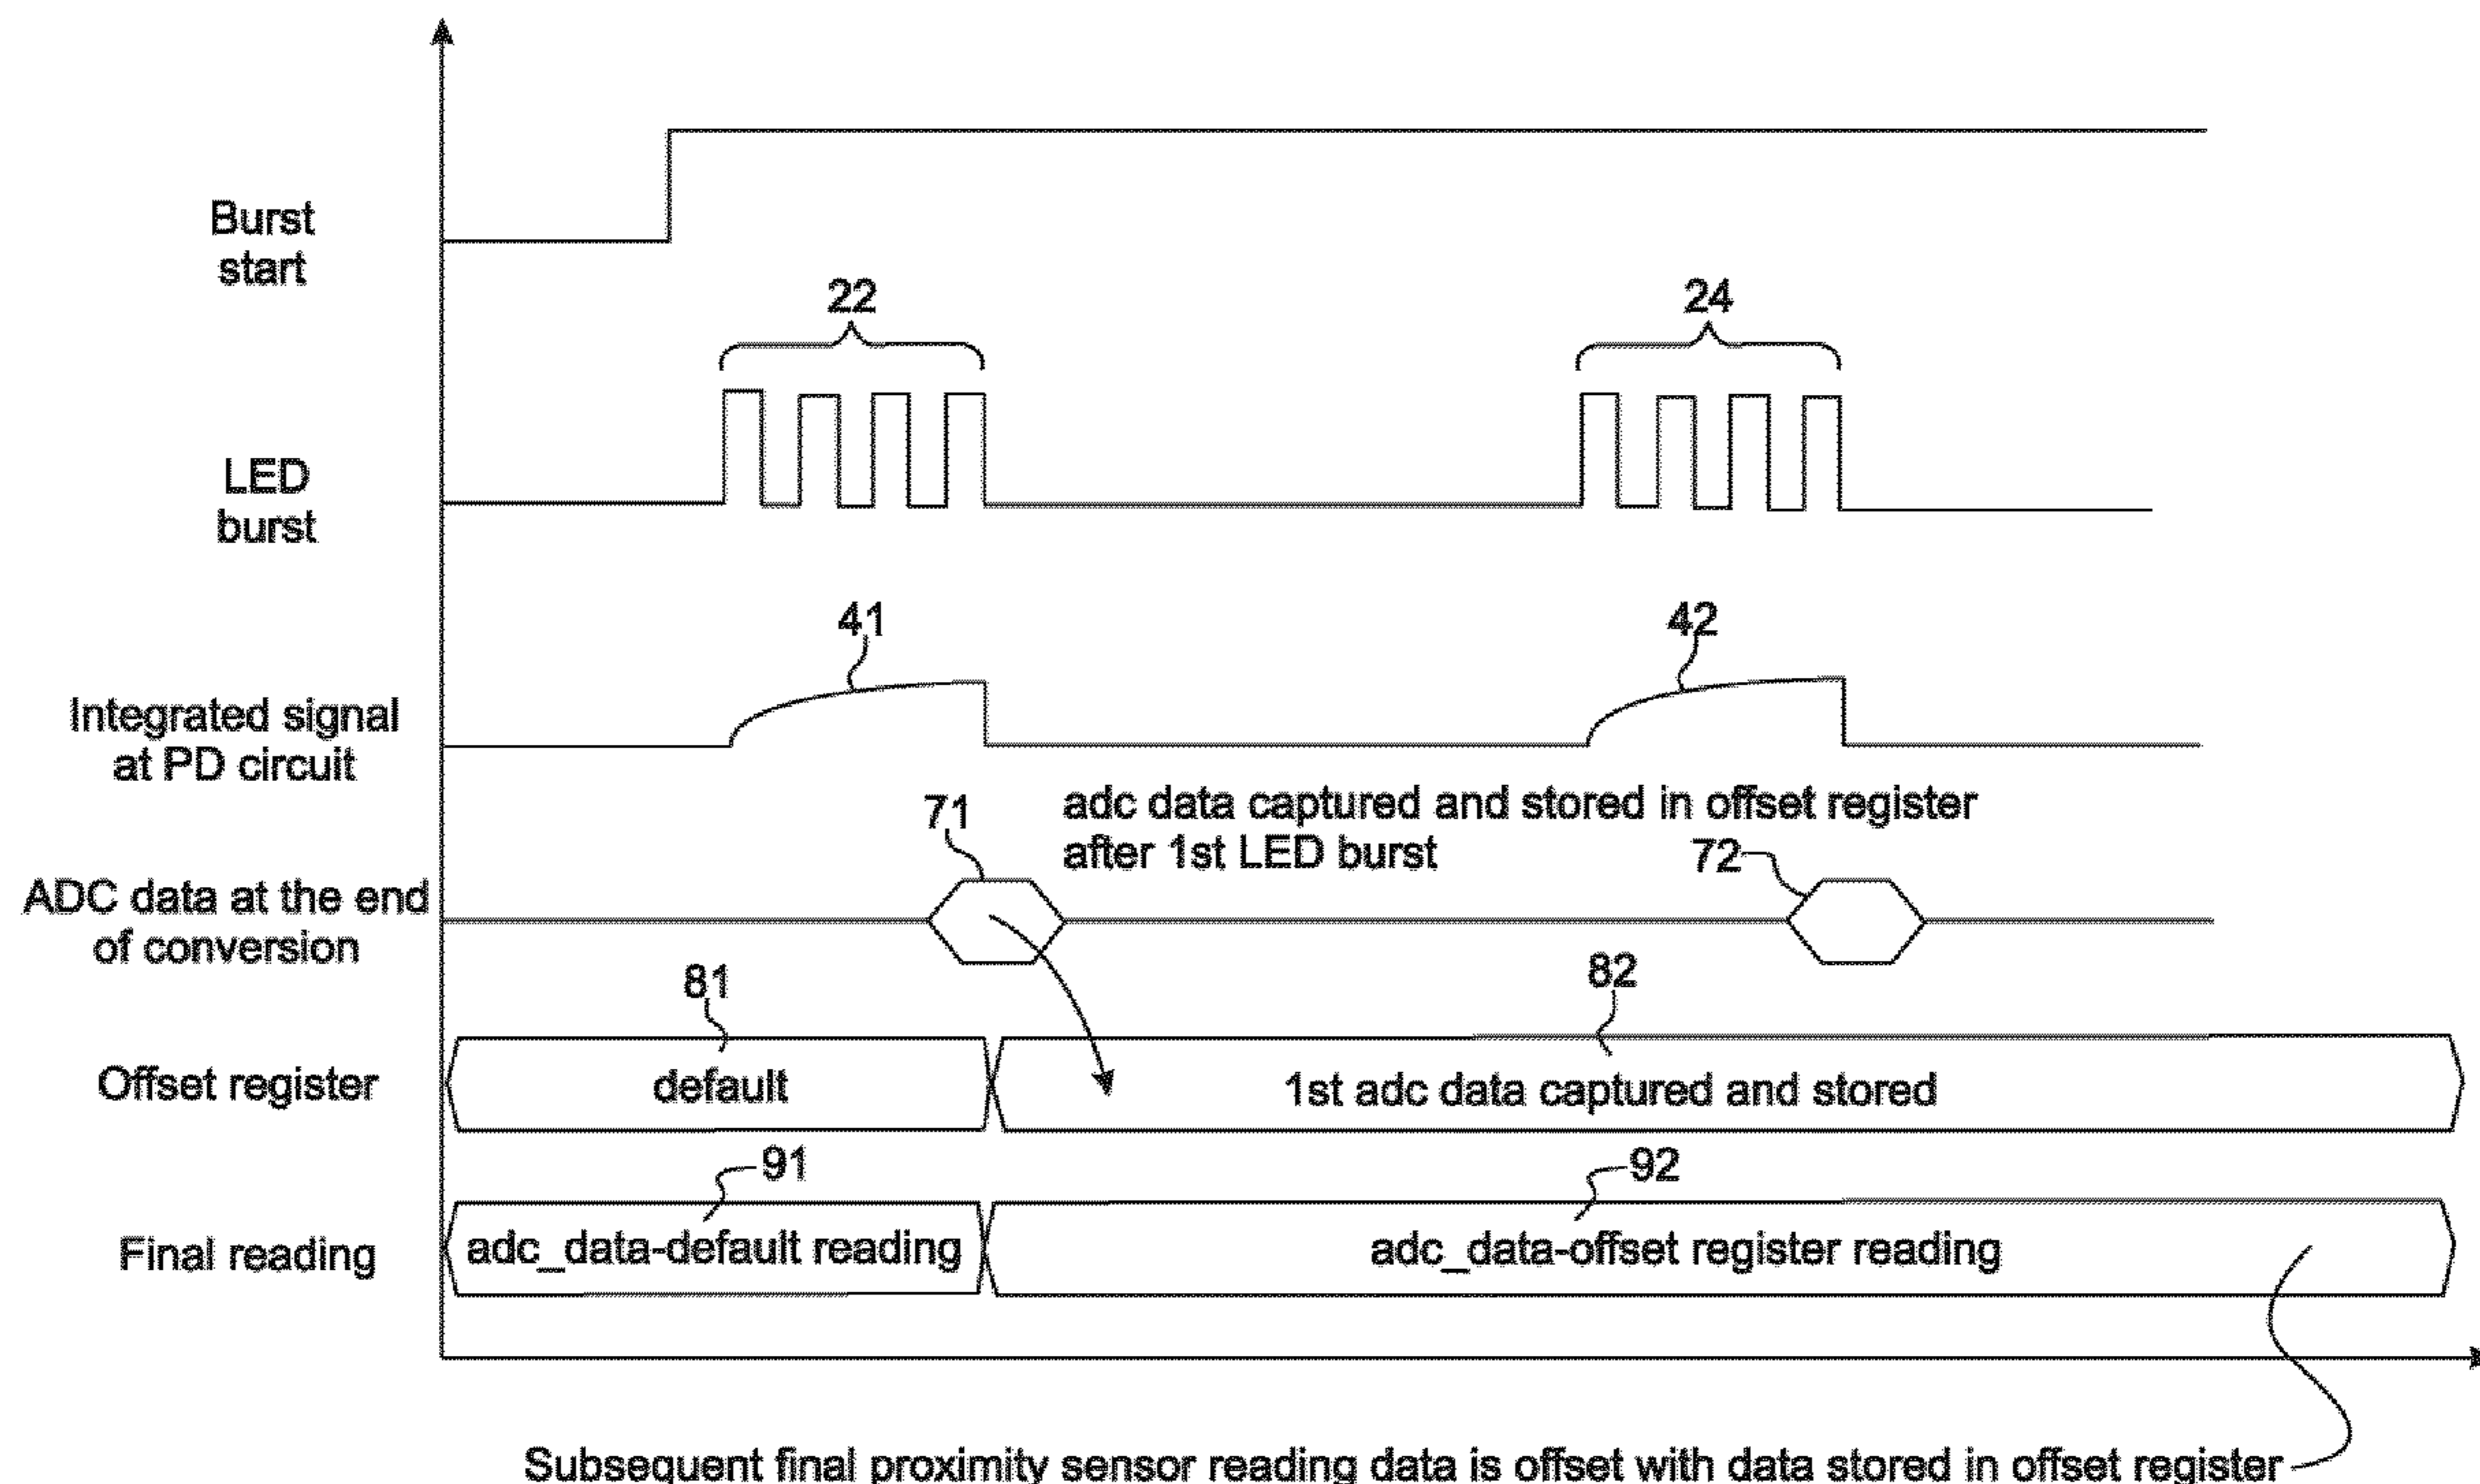 Burst
start
22
24
LED
burst
41
42
Integrated signal
at PD circuit
71
adc data captured and stored in offset register
after 1st LED burst
72
ADC data at the end
of conversion
81
82
Offset register
default
1st adc data captured and stored
91
92
Final reading
adc_data-default reading
adc_data-offset register reading
Subsequent final proximity sensor reading data is offset with data stored in offset register